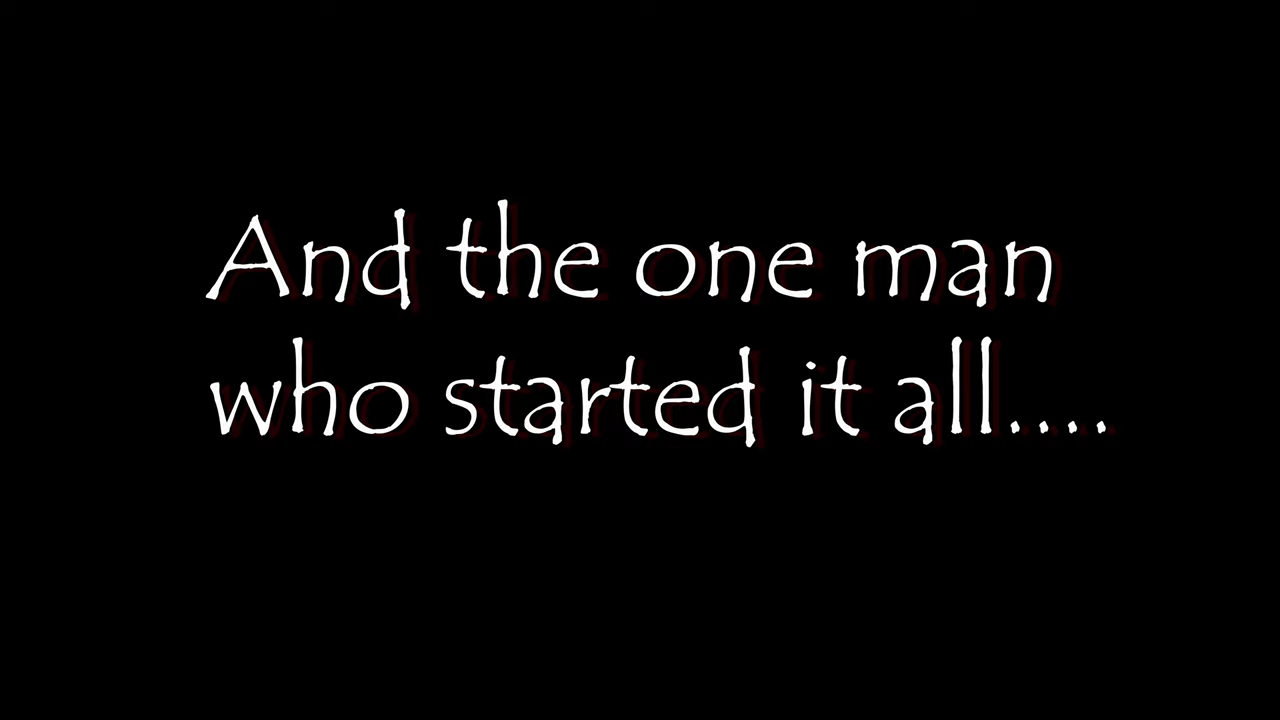 And the one man
who started it all....